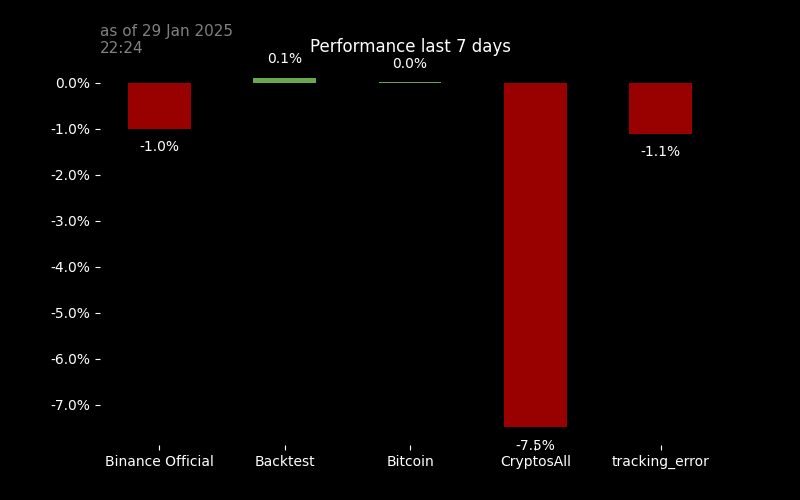 as of 29 Jan 2025
22:24
Performance last 7 days
0.1%
0.0%
0.0%
-1.0%
-1.0%
-1.1%
-2.0%
-3.0%
-4.0%
-5.0%
-6.0%
-7.0%
-7.5%
Binance Official
Backtest
Bitcoin
CryptosAll
tracking_error